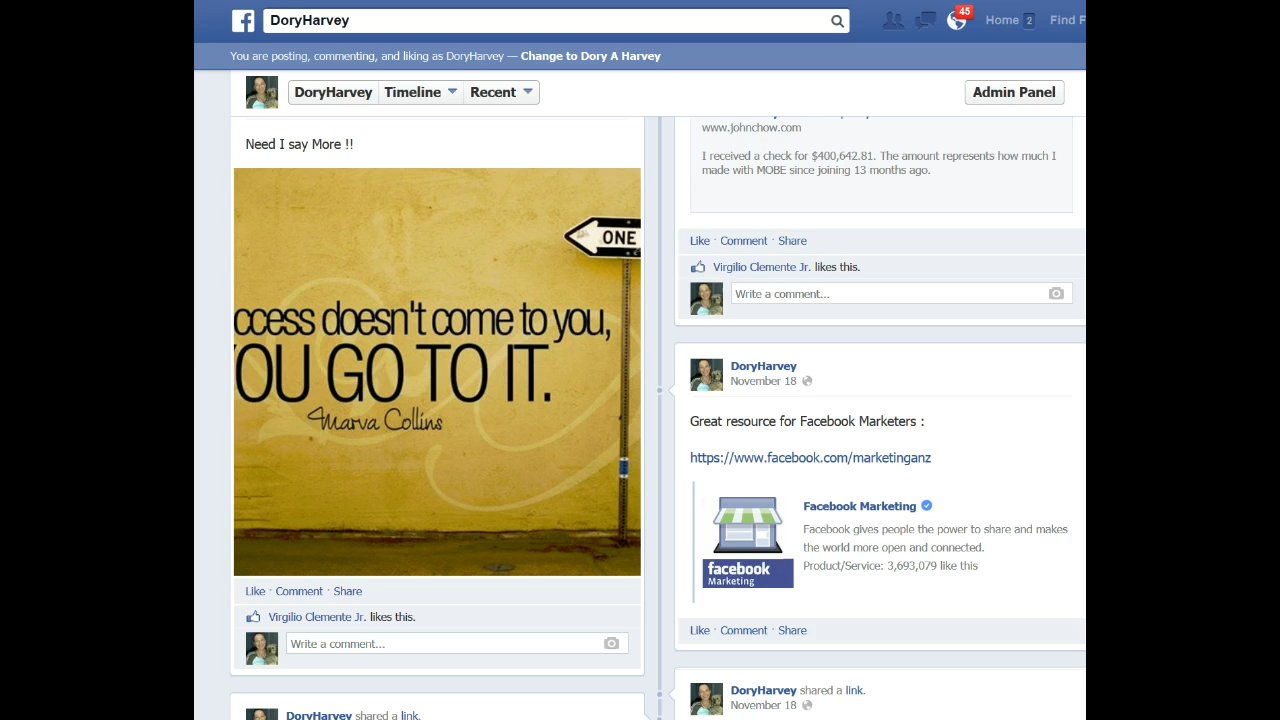 DoryHarvey
45
Home 2
Find F
You are posting, commenting, and liking as DoryHarvey — Change to Dory A Harvey
DoryHarvey
Timeline
Recent
Admin Panel
Need I say More !!
ONE
ccess doesn't come to you,
YOU GO TO IT.
Marva Collins
Like · Comment · Share
Virgilio Clemente Jr. likes this.
Write a comment...
DoryHarvey shared a link.
www.johnchow.com
I received a check for $400,642.81. The amount represents how much I
made with MOBE since joining 13 months ago.
Like · Comment · Share
Virgilio Clemente Jr. likes this.
Write a comment...
DoryHarvey
November 18
Great resource for Facebook Marketers :
https://www.facebook.com/marketinganz
facebook
Marketing
Facebook Marketing
Facebook gives people the power to share and makes
the world more open and connected.
Product/Service: 3,693,079 like this
Like · Comment · Share
DoryHarvey shared a link.
November 18